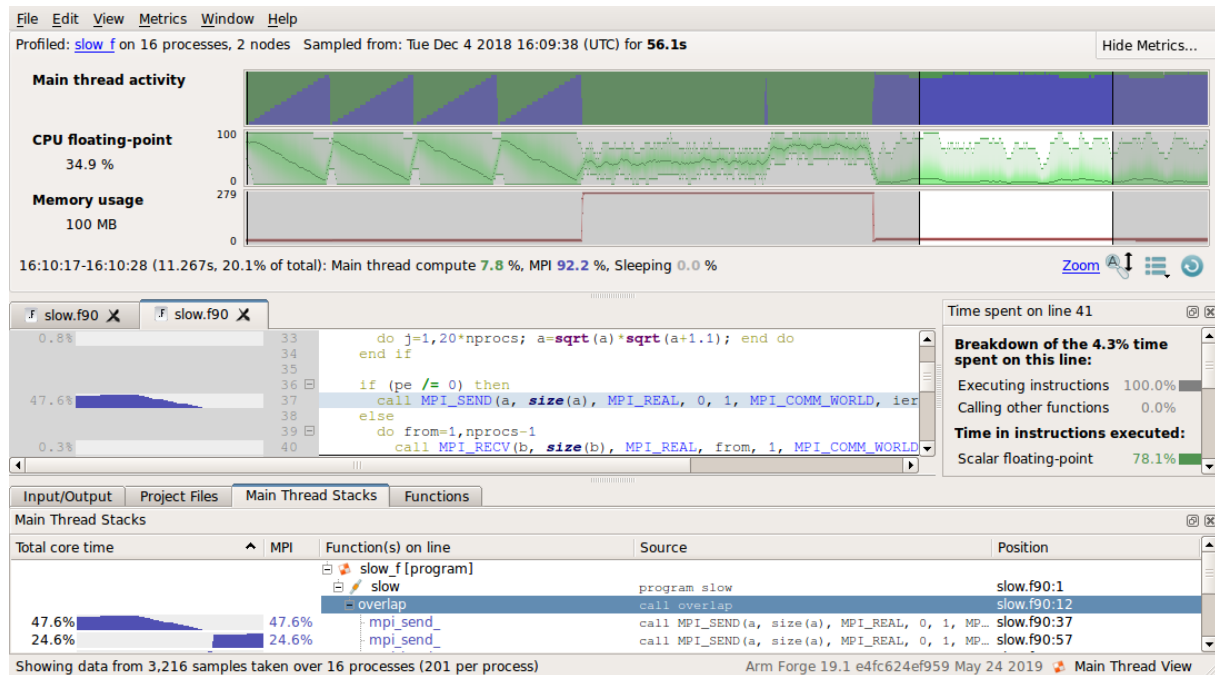 File Edit View Metrics Window Help
Profiled: slow_f on 16 processes, 2 nodes Sampled from: Tue Dec 4 2018 16:09:38 (UTC) for 56.1s
Hide Metrics...
Main thread activity
CPU floating-point
34.9 %
100
0
Memory usage
100 MB
279
0
16:10:17-16:10:28 (11.267s, 20.1% of total): Main thread compute 7.8 %, MPI 92.2 %, Sleeping 0.0 %
Zoom
slow.f90
slow.f90
0.8% 33 do j=1,20*nprocs; a=sqrt(a)*sqrt(a+1.1); end do
34 end if
35
36 if (pe /= 0) then
47.6% 37 call MPI_SEND(a, size(a), MPI_REAL, 0, 1, MPI_COMM_WORLD, ier
38 else
39 do from=1,nprocs-1
0.3% 40 call MPI_RECV(b, size(b), MPI_REAL, from, 1, MPI_COMM_WORLD
Time spent on line 41
Breakdown of the 4.3% time
spent on this line:
Executing instructions 100.0%
Calling other functions 0.0%
Time in instructions executed:
Scalar floating-point 78.1%
Input/Output Project Files Main Thread Stacks Functions
Main Thread Stacks
Total core time MPI Function(s) on line Source Position
slow_f [program]
slow program slow slow.f90:1
overlap call overlap slow.f90:12
47.6% 47.6% mpi_send_ call MPI_SEND(a, size(a), MPI_REAL, 0, 1, MP… slow.f90:37
24.6% 24.6% mpi_send_ call MPI_SEND(a, size(a), MPI_REAL, 0, 1, MP… slow.f90:57
Showing data from 3,216 samples taken over 16 processes (201 per process)
Arm Forge 19.1 e4fc624ef959 May 24 2019 Main Thread View